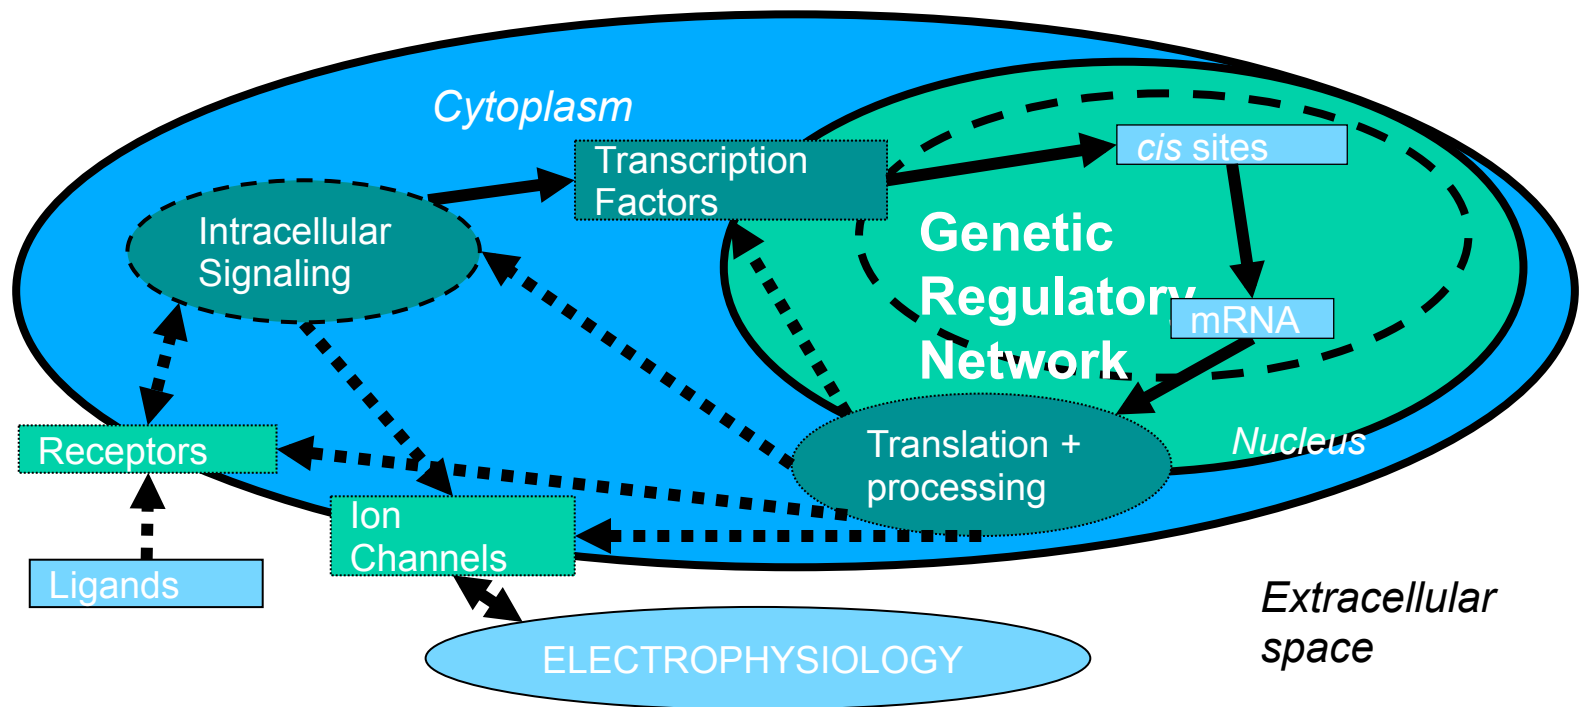 Cytoplasm
Transcription
Factors
cis sites
Intracellular
Signaling
Genetic
Regulatory
Network
mRNA
Receptors
Translation +
processing
Nucleus
Ion
Channels
Ligands
Extracellular
space
ELECTROPHYSIOLOGY